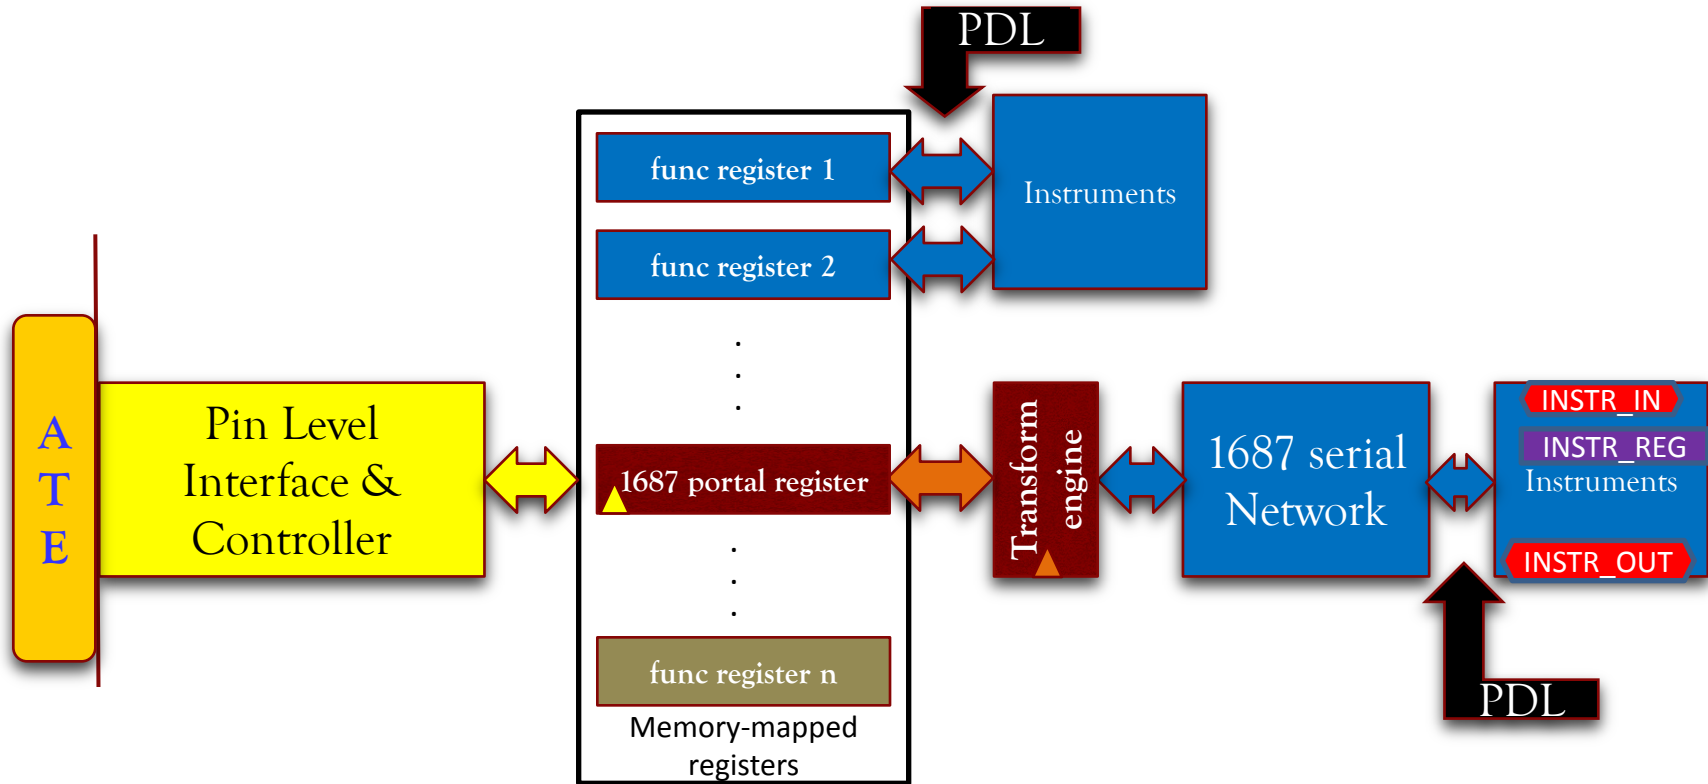 PDL
func register 1
Instruments
func register 2
.
.
.
A
T
E
Pin Level
Interface &
Controller
1687 portal register
Transform
engine
1687 serial
Network
INSTR_IN
INSTR_REG
Instruments
INSTR_OUT
.
.
.
func register n
PDL
Memory-mapped
registers